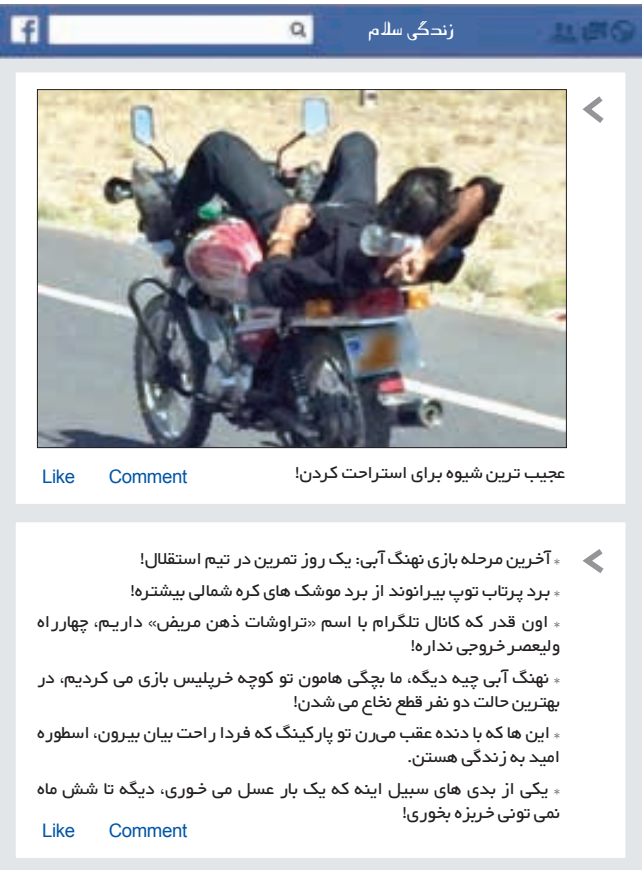 f
زندگی سلام
عجیب ترین شیوه برای استراحت کردن!
Like Comment
* آخرین مرحله بازی نهنگ آبی: یک روز تمرین در تیم استقلال!
* برد پرتاب توپ بیرانوند از برد موشک های کره شمالی بیشتره!
* اون قدر که کانال تلگرام با اسم «تراوشات ذهن مریض» داریم، چهارراه
ولیعصر خروجی نداره!
* نهنگ آبی چیه دیگه، ما بچگی هامون تو کوچه خرپلیس بازی می کردیم، در
بهترین حالت دو نفر قطع نخاع می شدن!
* این ها که با دنده عقب می‌رن تو پارکینگ که فردا راحت بیان بیرون، اسطوره
امید به زندگی هستن.
* یکی از بدی های سبیل اینه که یک بار عسل می خوری، دیگه تا شش ماه
نمی تونی خربزه بخوری!
Like Comment